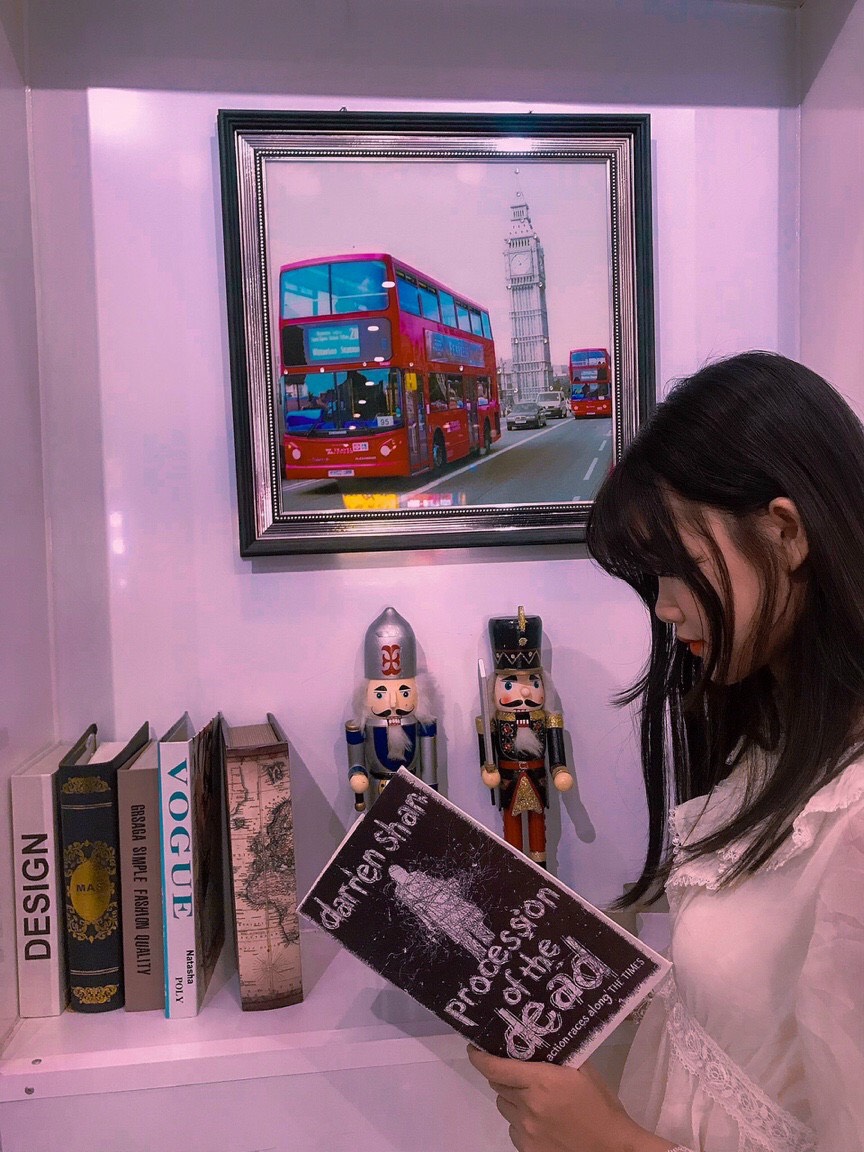 DESIGN
MAS
GRSAGA SIMPLE FASHION QUALITY
VOGUE
Natasha
POLY
darren shan
procession
of the
dead
action races along' THE TIMES